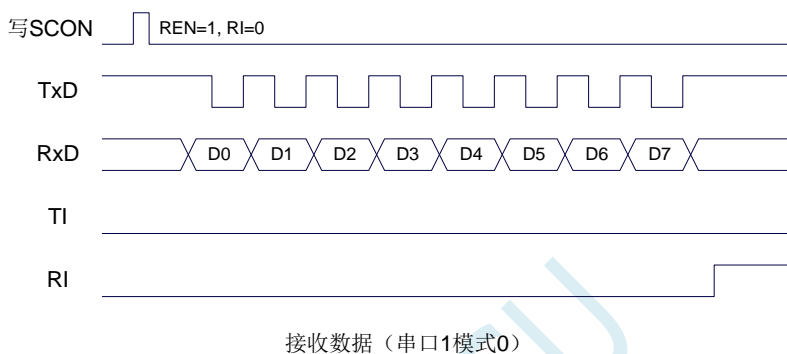 写SCON REN=1, RI=0
TxD
RxD D0 D1 D2 D3 D4 D5 D6 D7
TI
RI
接收数据（串口1模式0）